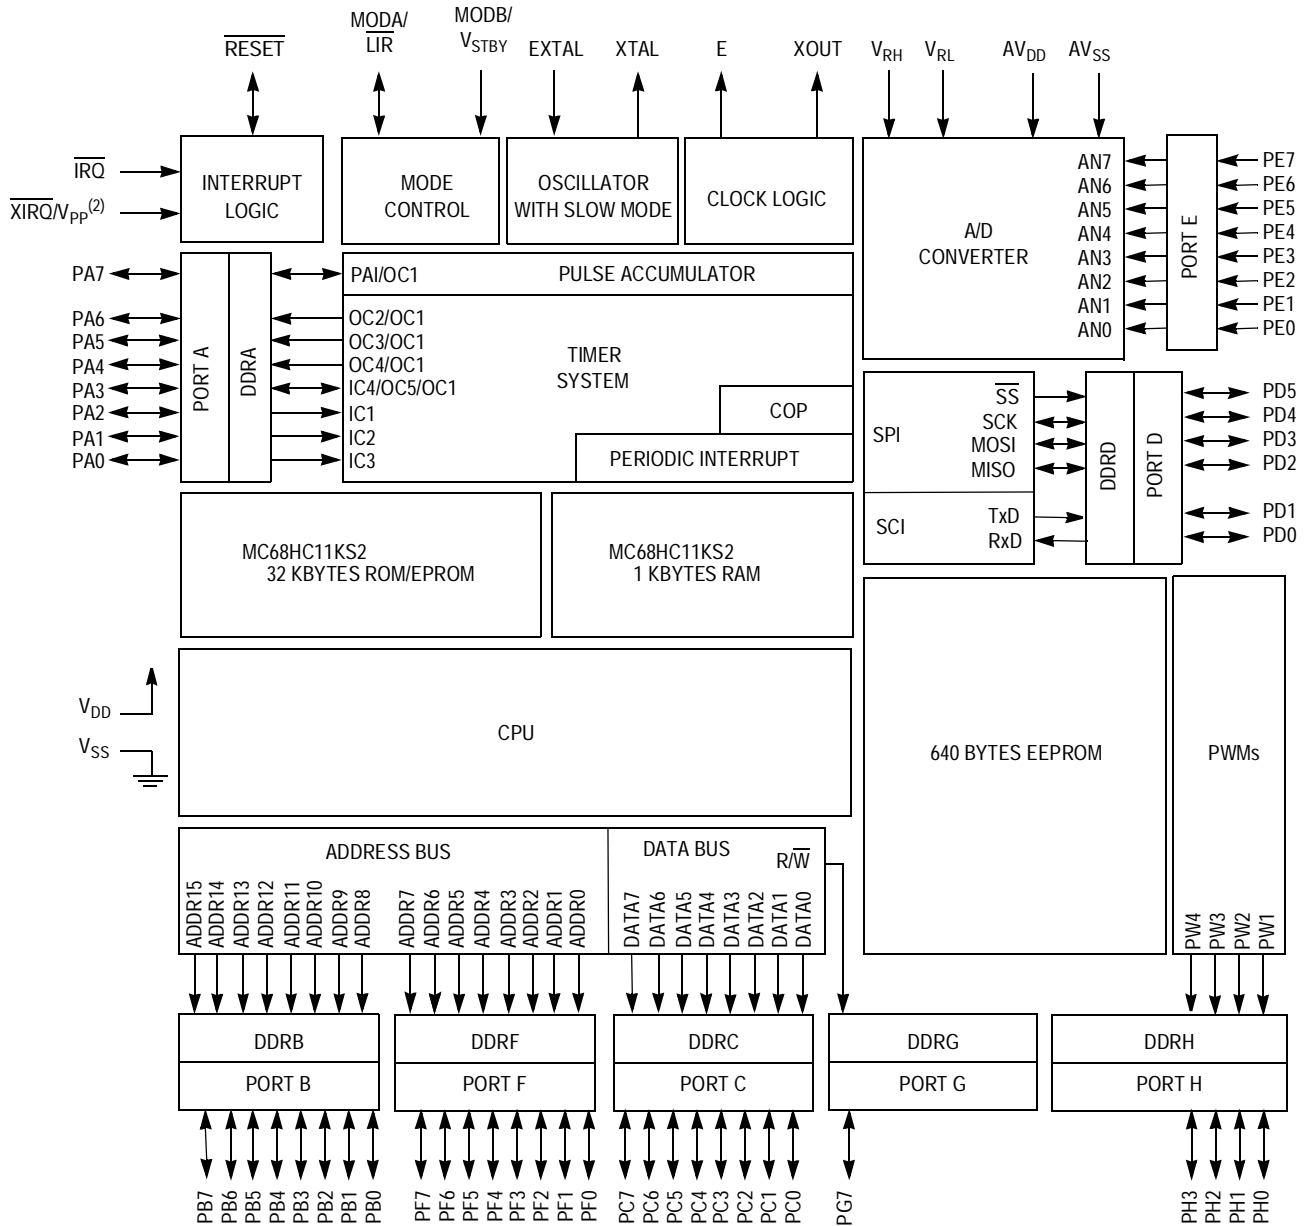 RESET
MODA/
LIR
MODB/
VSTBY
EXTAL
XTAL
E
XOUT
VRH
VRL
AVDD
AVSS
IRQ
XIRQ/VPP(2)
INTERRUPT
LOGIC
MODE
CONTROL
OSCILLATOR
WITH SLOW MODE
CLOCK LOGIC
A/D
CONVERTER
AN7
AN6
AN5
AN4
AN3
AN2
AN1
AN0
PORT E
PE7
PE6
PE5
PE4
PE3
PE2
PE1
PE0
PA7
PA6
PA5
PA4
PA3
PA2
PA1
PA0
PORT A
DDRA
PAI/OC1
PULSE ACCUMULATOR
OC2/OC1
OC3/OC1
OC4/OC1
IC4/OC5/OC1
IC1
IC2
IC3
TIMER
SYSTEM
COP
PERIODIC INTERRUPT
SPI
SS
SCK
MOSI
MISO
SCI
TxD
RxD
DDRD
PORT D
PD5
PD4
PD3
PD2
PD1
PD0
MC68HC11KS2
32 KBYTES ROM/EPROM
MC68HC11KS2
1 KBYTES RAM
VDD
VSS
CPU
640 BYTES EEPROM
PWMs
ADDRESS BUS
DATA BUS
R/W
ADDR15
ADDR14
ADDR13
ADDR12
ADDR11
ADDR10
ADDR9
ADDR8
ADDR7
ADDR6
ADDR5
ADDR4
ADDR3
ADDR2
ADDR1
ADDR0
DATA7
DATA6
DATA5
DATA4
DATA3
DATA2
DATA1
DATA0
PW4
PW3
PW2
PW1
DDRB
DDRF
DDRC
DDRG
DDRH
PORT B
PORT F
PORT C
PORT G
PORT H
PB7
PB6
PB5
PB4
PB3
PB2
PB1
PB0
PF7
PF6
PF5
PF4
PF3
PF2
PF1
PF0
PC7
PC6
PC5
PC4
PC3
PC2
PC1
PC0
PG7
PH3
PH2
PH1
PH0